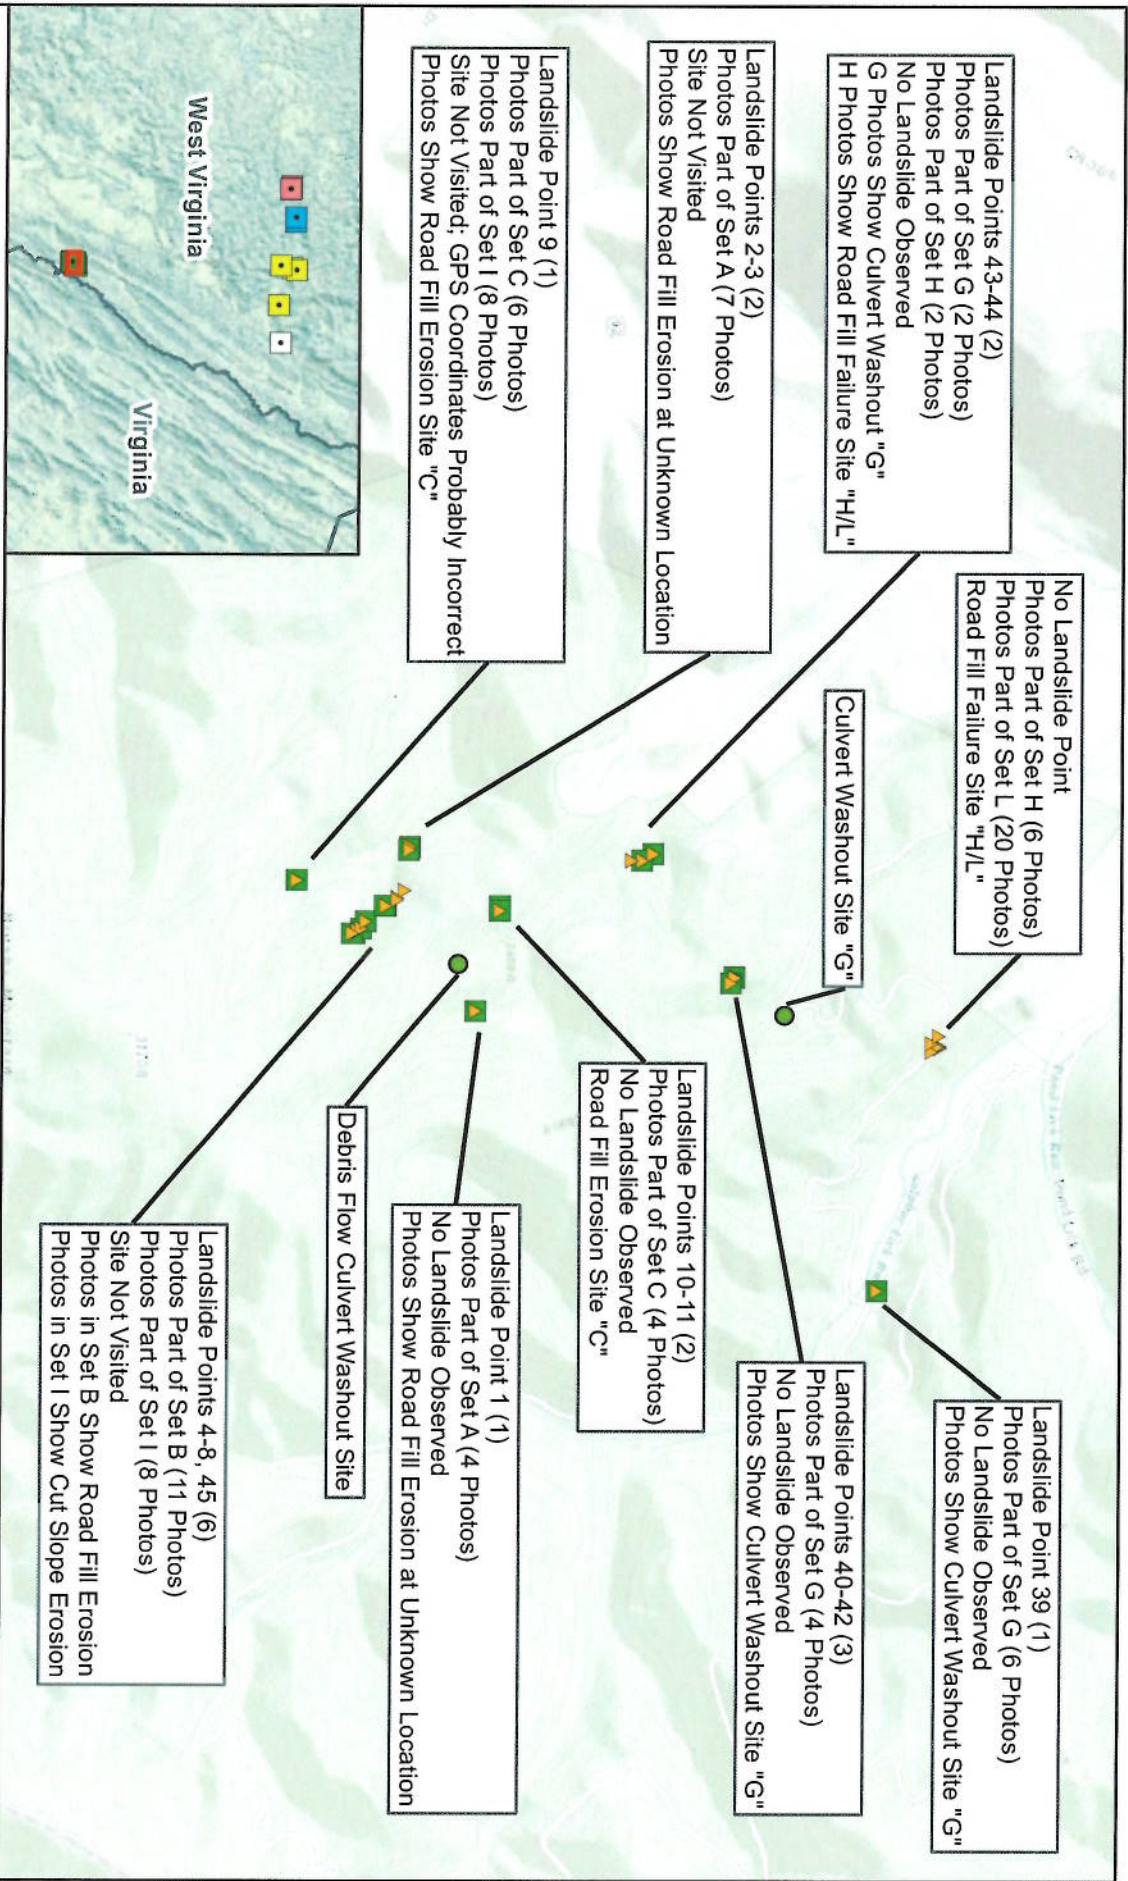 No Landslide Point
Photos Part of Set H (6 Photos)
Photos Part of Set L (20 Photos)
Road Fill Failure Site "H/L"
Landslide Point 39 (1)
Photos Part of Set G (6 Photos)
No Landslide Observed
Photos Show Culvert Washout Site "G"
Landslide Points 43-44 (2)
Photos Part of Set G (2 Photos)
Photos Part of Set H (2 Photos)
No Landslide Observed
G Photos Show Culvert Washout "G"
H Photos Show Road Fill Failure Site "H/L"
Culvert Washout Site "G"
Landslide Points 40-42 (3)
Photos Part of Set G (4 Photos)
No Landslide Observed
Photos Show Culvert Washout Site "G"
Landslide Points 2-3 (2)
Photos Part of Set A (7 Photos)
Site Not Visited
Photos Show Road Fill Erosion at Unknown Location
Landslide Points 10-11 (2)
Photos Part of Set C (4 Photos)
No Landslide Observed
Road Fill Erosion Site "C"
Landslide Point 9 (1)
Photos Part of Set C (6 Photos)
Photos Part of Set I (8 Photos)
Site Not Visited; GPS Coordinates Probably Incorrect
Photos Show Road Fill Erosion Site "C"
Landslide Point 1 (1)
Photos Part of Set A (4 Photos)
No Landslide Observed
Photos Show Road Fill Erosion at Unknown Location
Debris Flow Culvert Washout Site
Landslide Points 4-8, 45 (6)
Photos Part of Set B (11 Photos)
Photos Part of Set I (8 Photos)
Site Not Visited
Photos in Set B Show Road Fill Erosion
Photos in Set I Show Cut Slope Erosion
West Virginia
Virginia